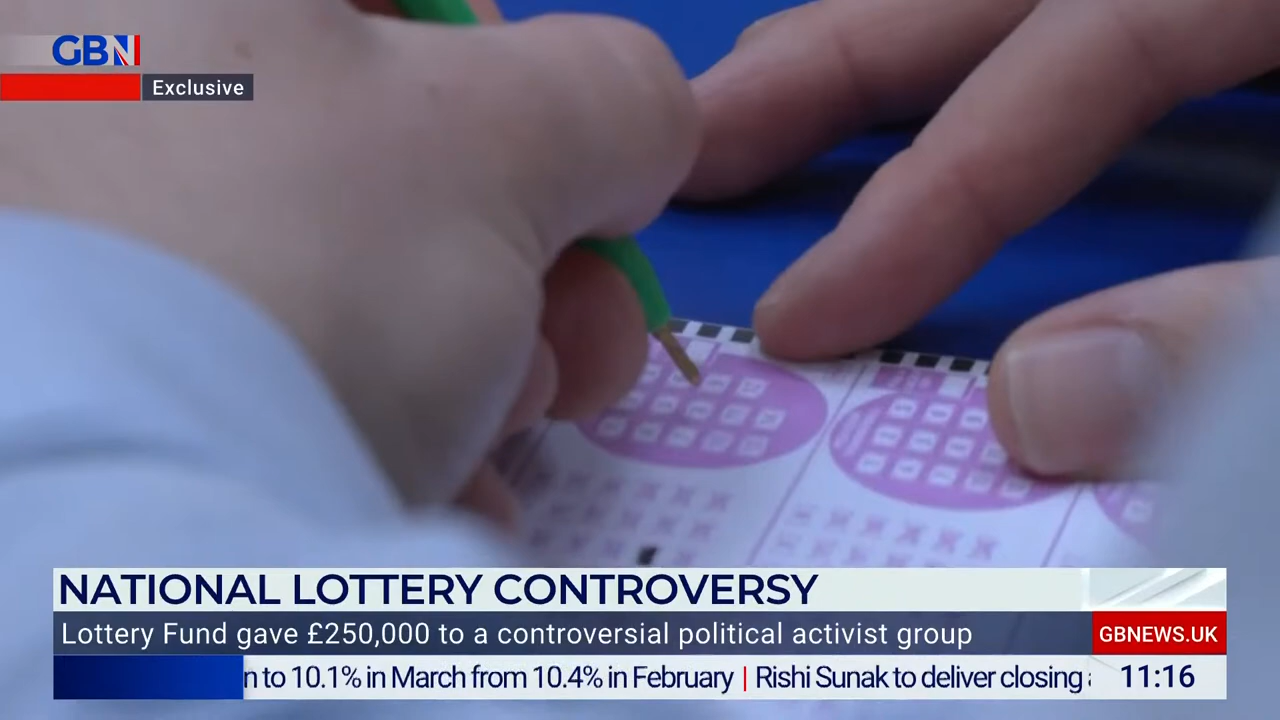 GBN
Exclusive
NATIONAL LOTTERY CONTROVERSY
Lottery Fund gave £250,000 to a controversial political activist group
GBNEWS.UK
n to 10.1% in March from 10.4% in February | Rishi Sunak to deliver closing
11:16